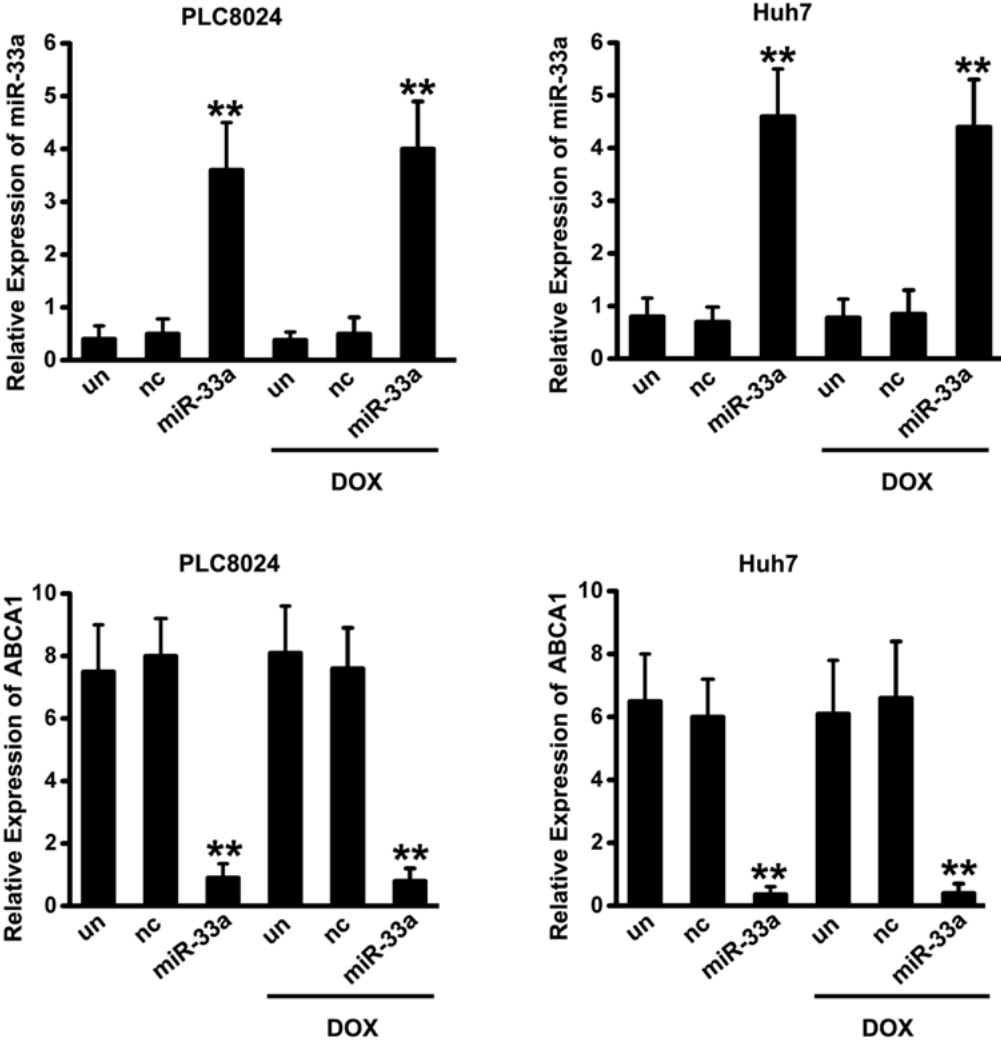 PLC8024
Relative Expression of miR-33a
6
5
4
3
2
1
0
**
**
un
nc
miR-33a
un
nc
miR-33a
DOX
Huh7
Relative Expression of miR-33a
6
5
4
3
2
1
0
**
**
un
nc
miR-33a
un
nc
miR-33a
DOX
PLC8024
Relative Expression of ABCA1
10
8
6
4
2
0
**
**
un
nc
miR-33a
un
nc
miR-33a
DOX
Huh7
Relative Expression of ABCA1
10
8
6
4
2
0
**
**
un
nc
miR-33a
un
nc
miR-33a
DOX